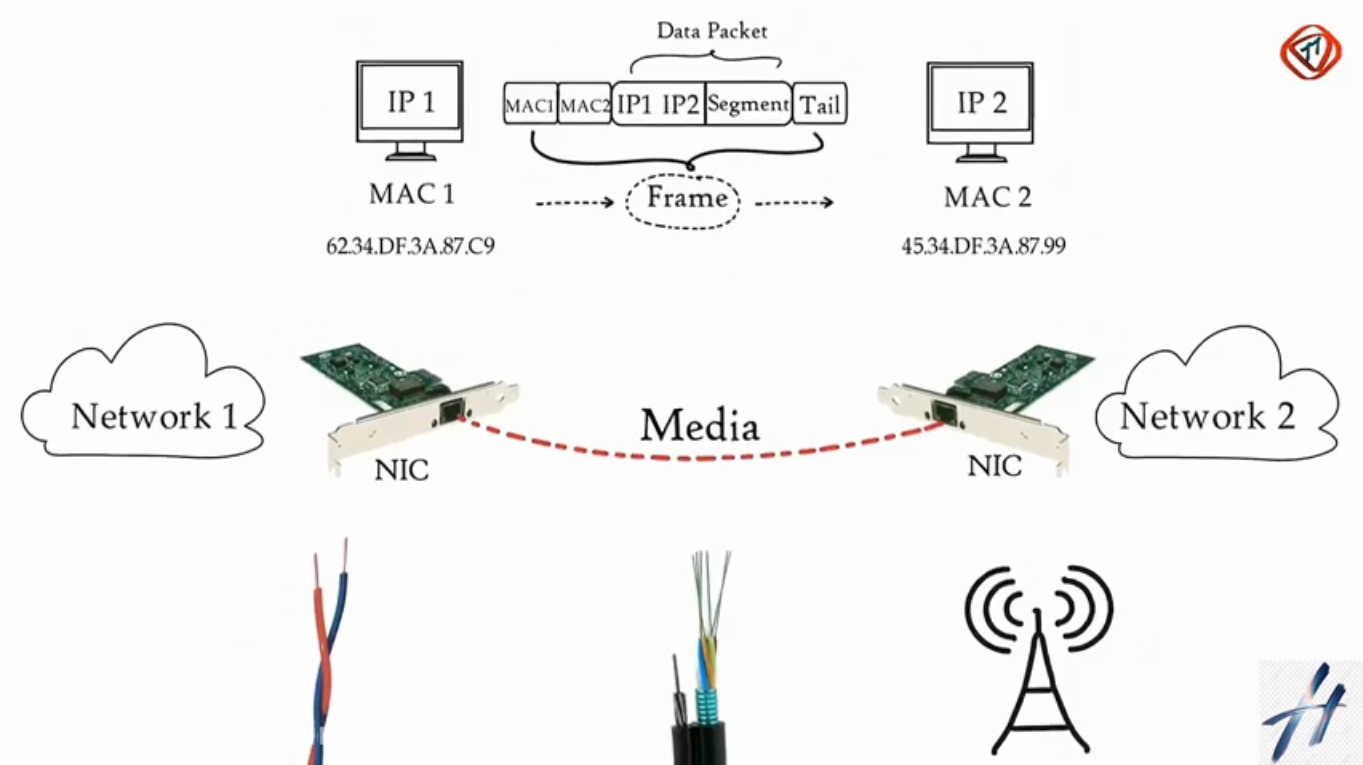 Data Packet
IP 1
MAC1 MAC2 IP1 IP2 Segment Tail
IP 2
MAC 1
Frame
MAC 2
62.34.DF.3A.87.C9
45.34.DF.3A.87.99
Network 1
Media
Network 2
NIC
NIC